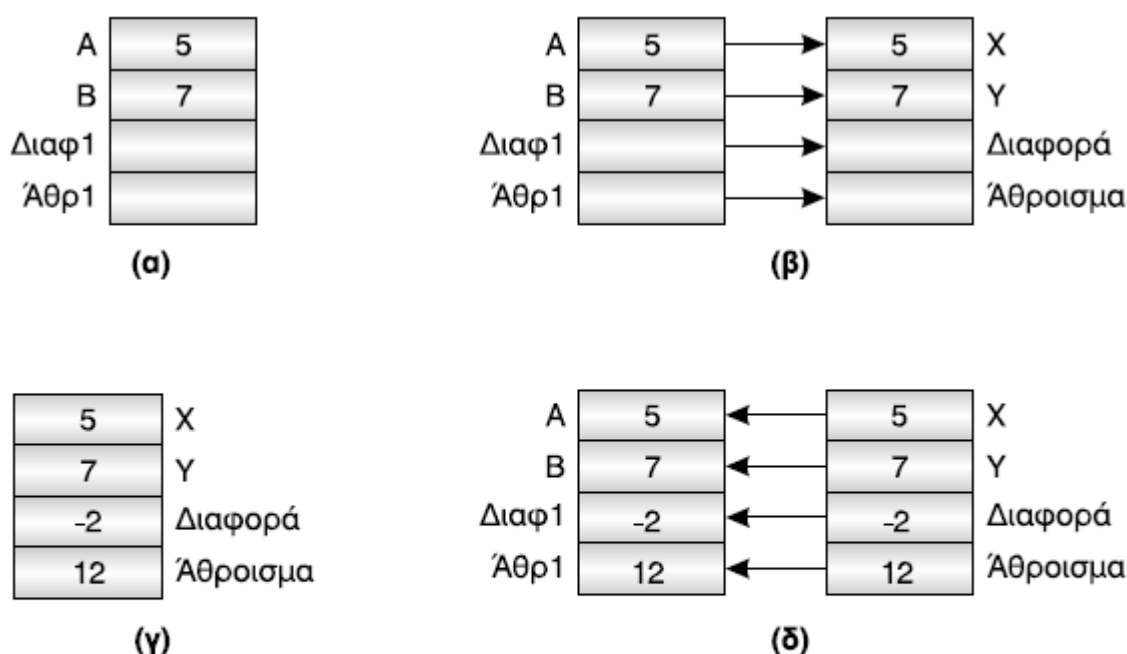 A 5 A 5 5 X
B 7 B 7 7 Y
Διαφ1 Διαφ1 Διαφορά
Άθρ1 Άθρ1 Άθροισμα
(α) (β)
5 X A 5 5 X
7 Y B 7 7 Y
-2 Διαφορά Διαφ1 -2 -2 Διαφορά
12 Άθροισμα Άθρ1 12 12 Άθροισμα
(γ) (δ)